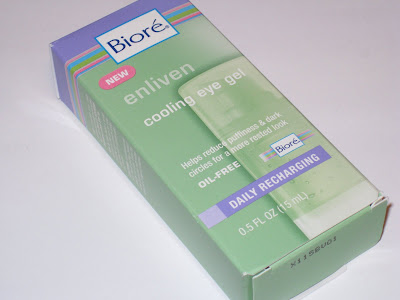 Bioré
NEW
enliven
cooling eye gel
Helps reduce puffiness & dark
circles for a more rested look
OIL-FREE
Bioré
DAILY RECHARGING
0.5 FL OZ (15 mL)